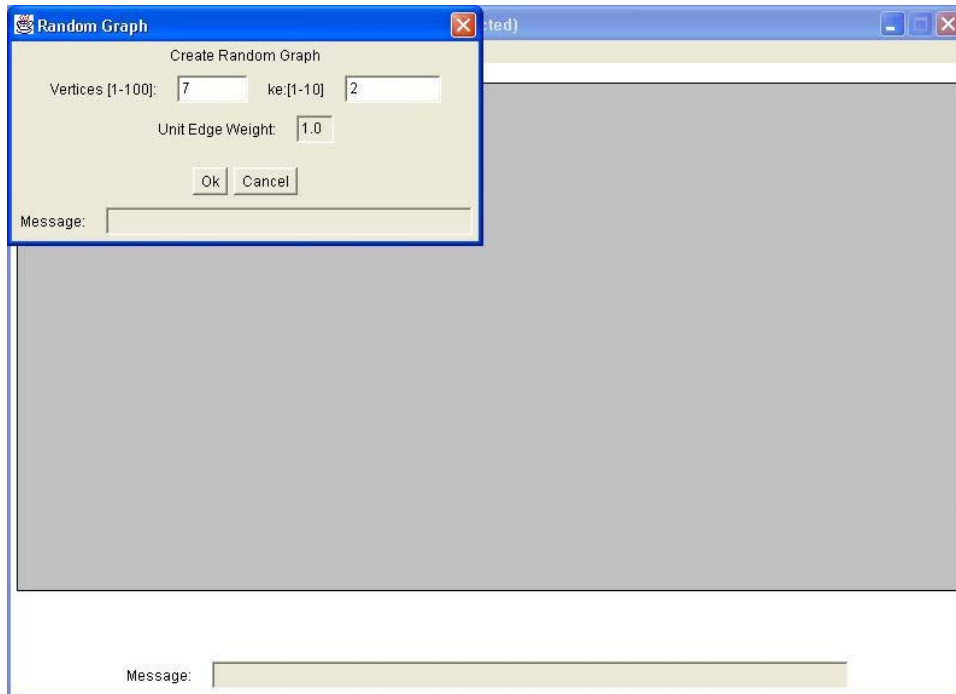 Random Graph
cted)
Create Random Graph
Vertices [1-100]: 7 ke:[1-10] 2
Unit Edge Weight: 1.0
Ok Cancel
Message:
Message: